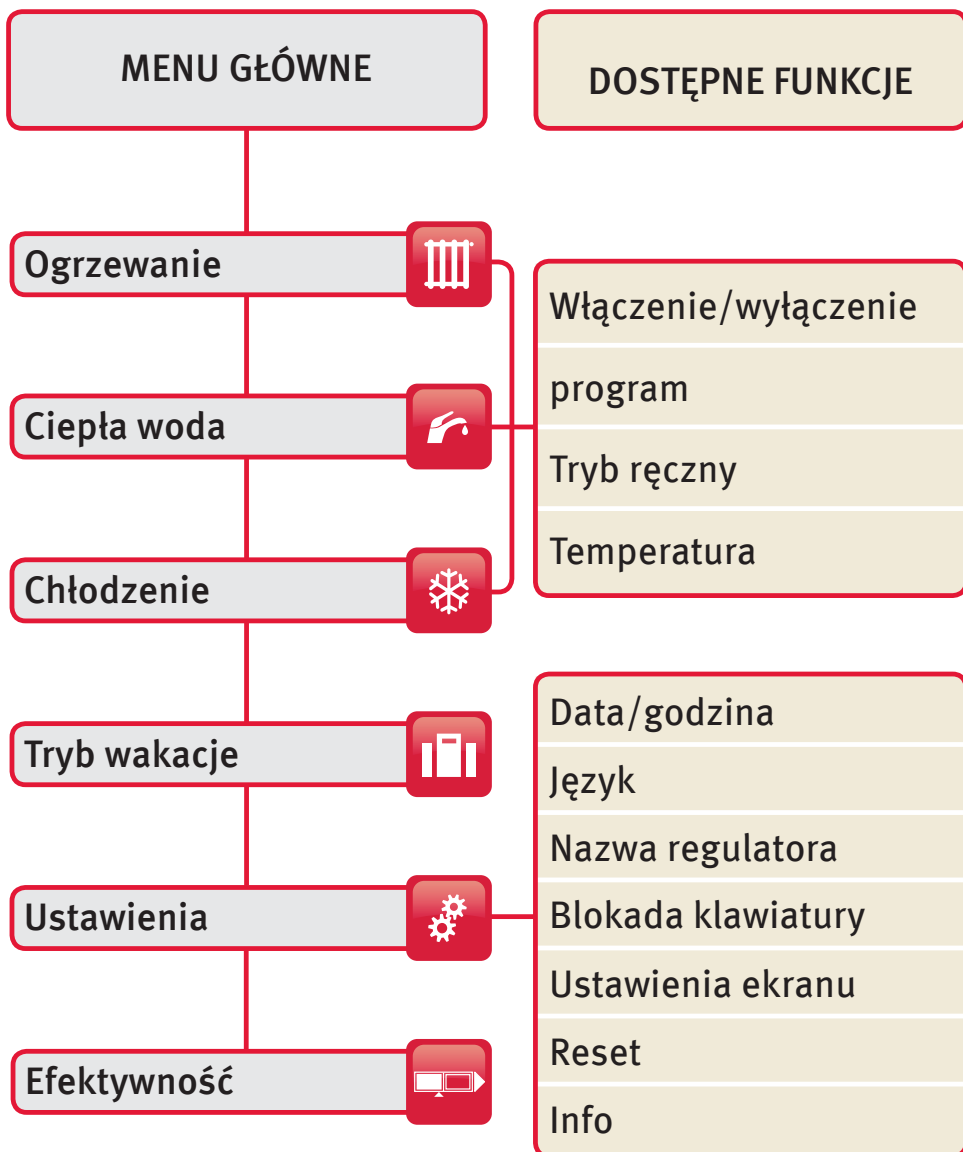 MENU GŁÓWNE
DOSTĘPNE FUNKCJE
Ogrzewanie
Ciepła woda
Chłodzenie
Tryb wakacje
Ustawienia
Efektywność
Włączenie/wyłączenie
program
Tryb ręczny
Temperatura
Data/godzina
Język
Nazwa regulatora
Blokada klawiatury
Ustawienia ekranu
Reset
Info